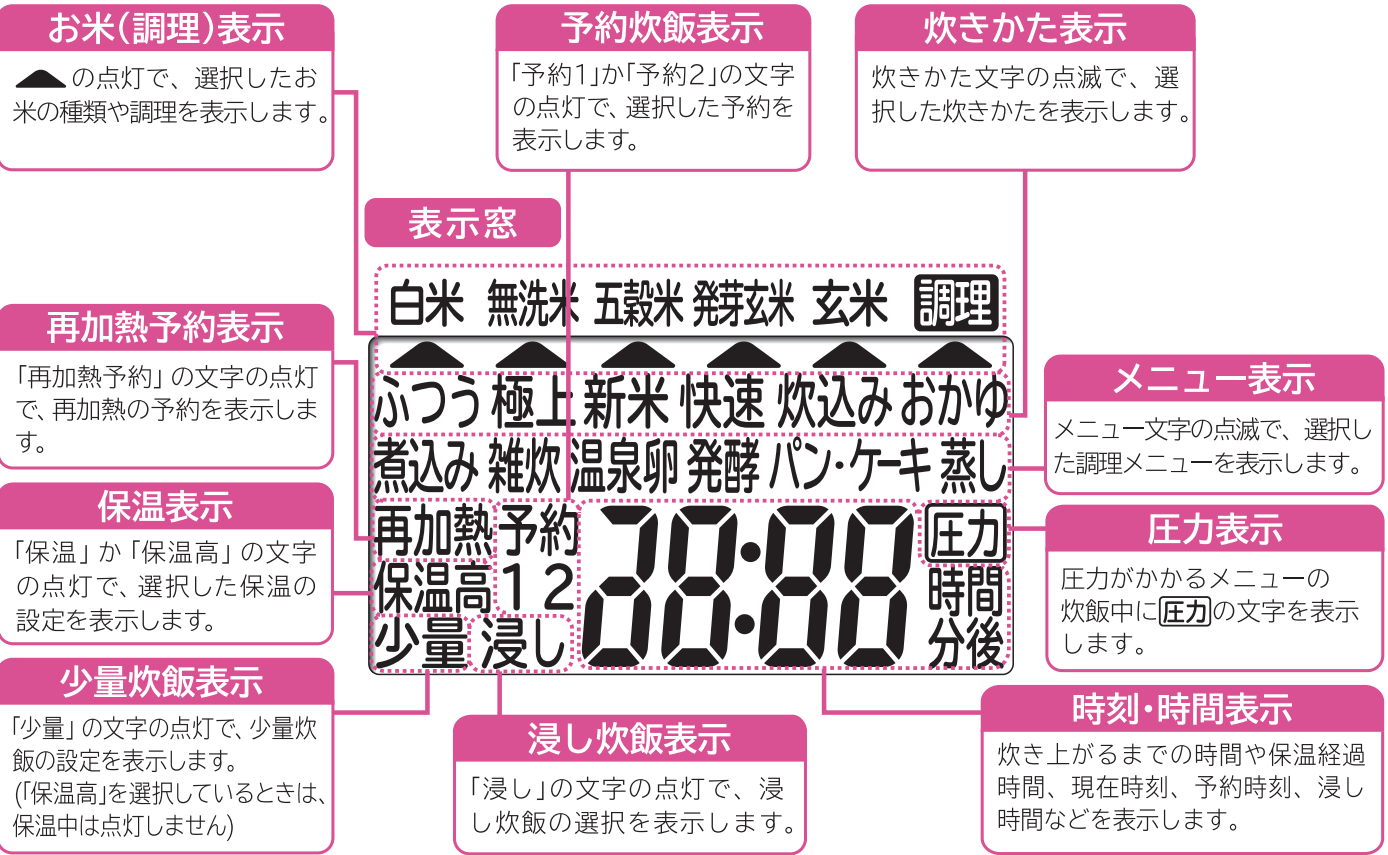 お米(調理)表示
▲の点灯で、選択したお
米の種類や調理を表示します。
予約炊飯表示
「予約1」か「予約2」の文字
の点灯で、選択した予約を
表示します。
炊きかた表示
炊きかた文字の点滅で、選
択した炊きかたを表示します。
表示窓
白米 無洗米 五穀米 発芽玄米 玄米 調理
ふつう 極上 新米 快速 炊込み おかゆ
煮込み 雑炊 温泉卵 発酵 パン・ケーキ 蒸し
再加熱 予約 88:88 圧力
保温高 1 2 時間
少量 浸し 分後
再加熱予約表示
「再加熱予約」の文字の点灯
で、再加熱の予約を表示しま
す。
保温表示
「保温」か「保温高」の文字
の点灯で、選択した保温の
設定を表示します。
少量炊飯表示
「少量」の文字の点灯で、少量炊
飯の設定を表示します。
(「保温高」を選択しているときは、
保温中は点灯しません)
浸し炊飯表示
「浸し」の文字の点灯で、浸
し炊飯の選択を表示します。
メニュー表示
メニュー文字の点滅で、選択し
た調理メニューを表示します。
圧力表示
圧力がかかるメニューの
炊飯中に圧力の文字を表示
します。
時刻・時間表示
炊き上がるまでの時間や保温経過
時間、現在時刻、予約時刻、浸し
時間などを表示します。